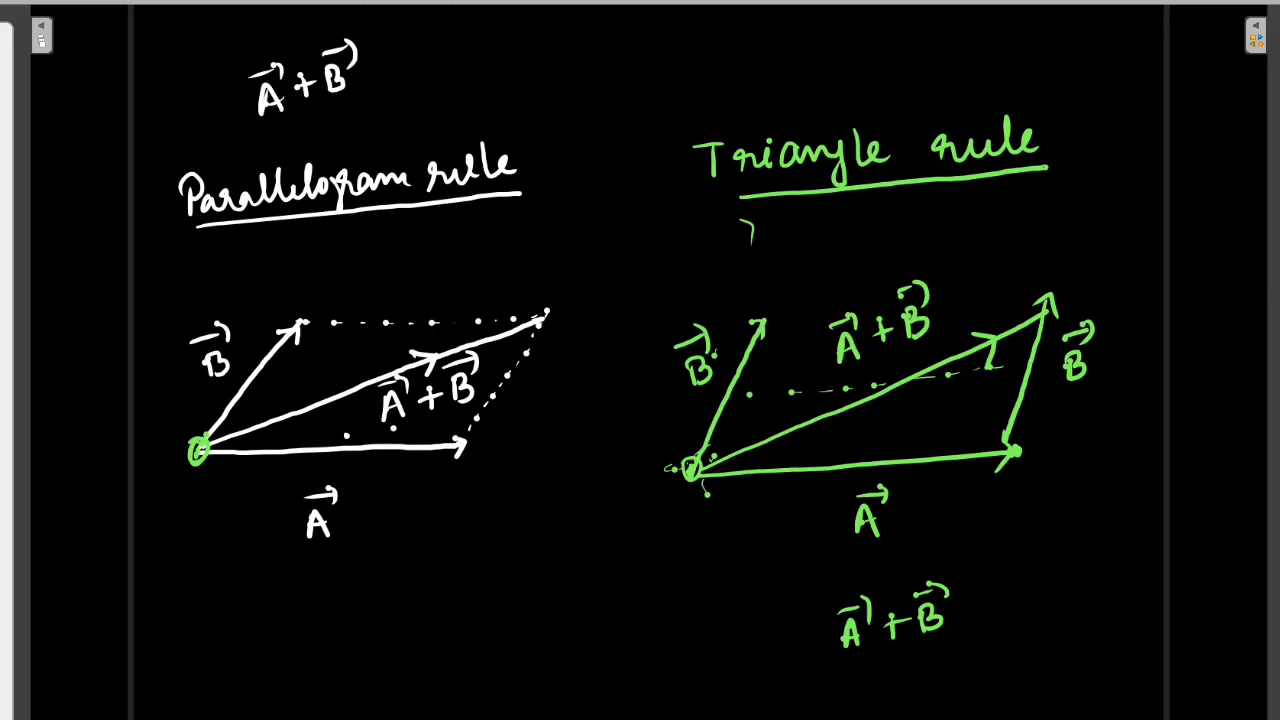 A⃗ + B⃗
Parallelogram rule
B⃗
A⃗ + B⃗
A⃗
Triangle rule
A⃗ + B⃗
B⃗
B⃗
A⃗
A⃗ + B⃗